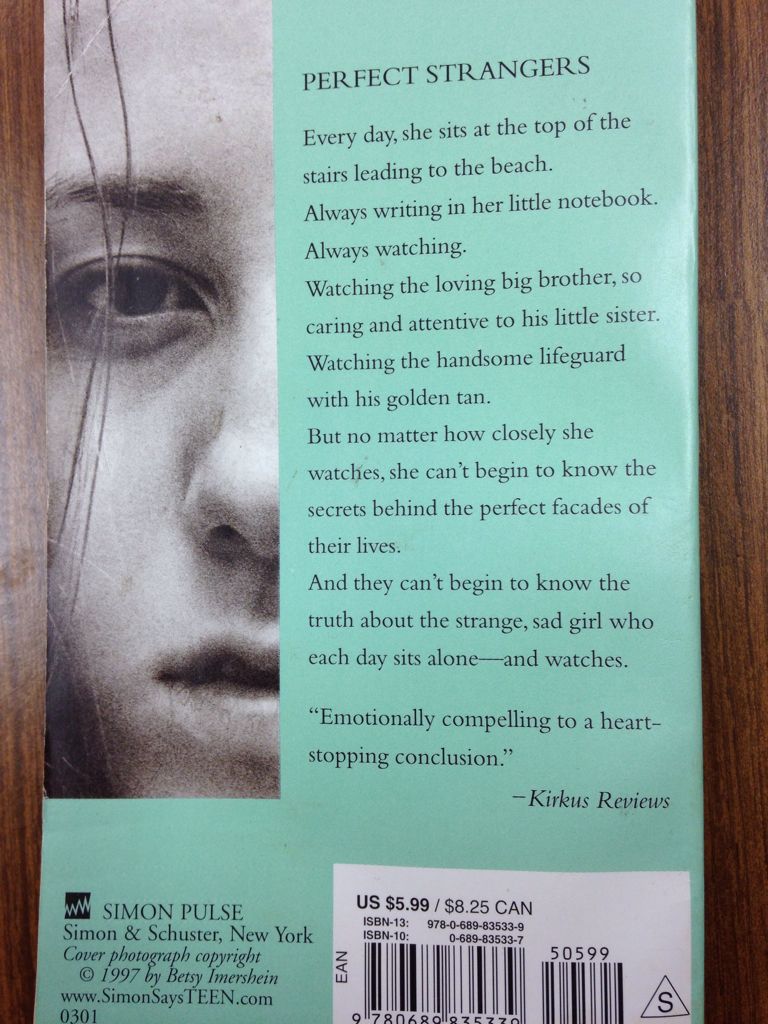 PERFECT STRANGERS
Every day, she sits at the top of the
stairs leading to the beach.
Always writing in her little notebook.
Always watching.
Watching the loving big brother, so
caring and attentive to his little sister.
Watching the handsome lifeguard
with his golden tan.
But no matter how closely she
watches, she can't begin to know the
secrets behind the perfect facades of
their lives.
And they can't begin to know the
truth about the strange, sad girl who
each day sits alone—and watches.
"Emotionally compelling to a heart-
stopping conclusion."
–Kirkus Reviews
SIMON PULSE
Simon & Schuster, New York
Cover photograph copyright
© 1997 by Betsy Imershein
www.SimonSaysTEEN.com
0301
US $5.99 / $8.25 CAN
ISBN-13: 978-0-689-83533-9
ISBN-10: 0-689-83533-7
50599
EAN
9 780689 835339
S